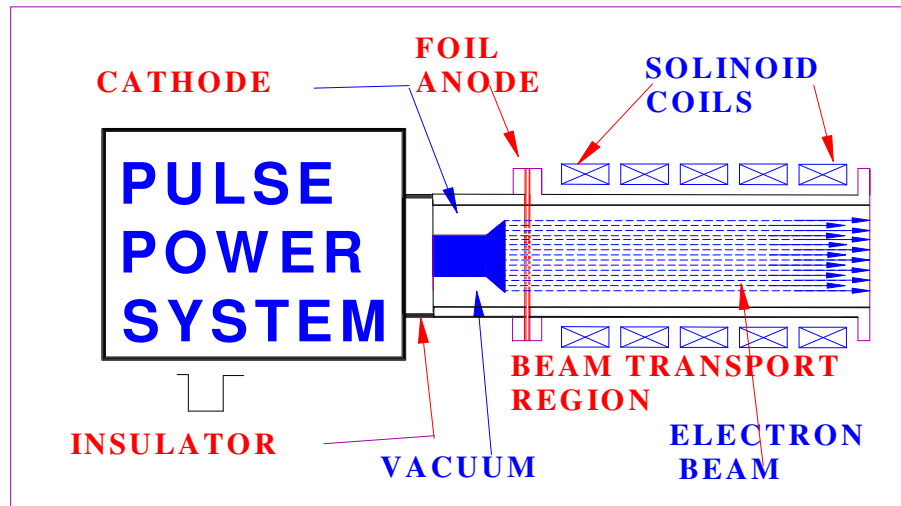 FOIL
ANODE
CATHODE
SOLINOID
COILS
PULSE
POWER
SYSTEM
BEAM TRANSPORT
REGION
INSULATOR
VACUUM
ELECTRON
BEAM